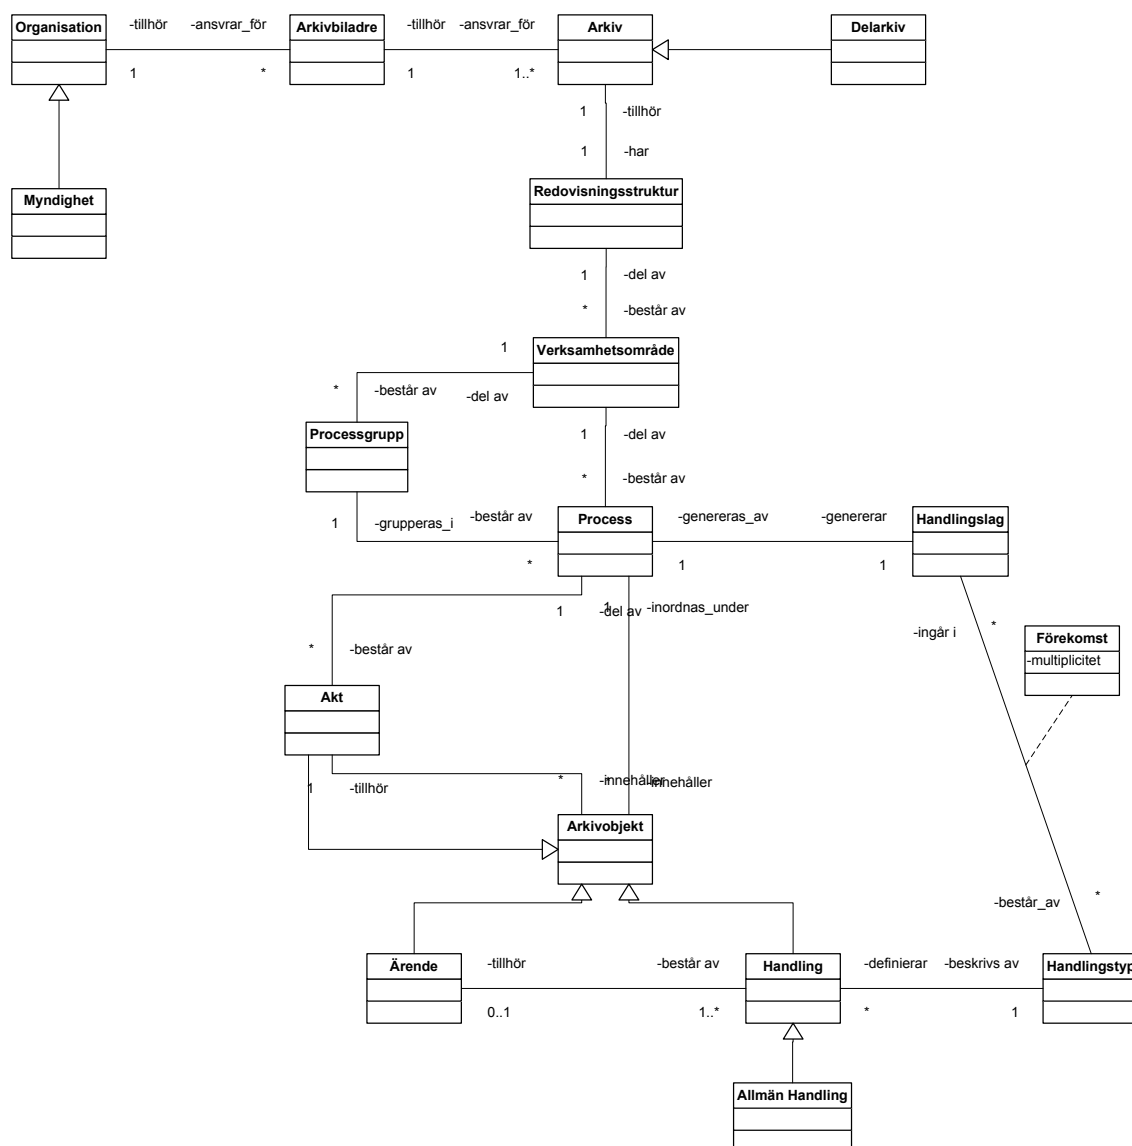 Organisation
-tillhör
-ansvrar_för
Arkivbiladre
-tillhör
-ansvrar_för
Arkiv
Delarkiv
1
*
1
1..*
1
-tillhör
1
-har
Myndighet
Redovisningsstruktur
1
-del av
*
-består av
1
Verksamhetsområde
*
-består av
-del av
Processgrupp
1
-del av
*
-består av
1
-grupperas_i
-består av
*
Process
-genereras_av
-genererar
Handlingslag
1
1
1
-del av
1
-inordnas_under
-ingår i
*
Förekomst
-multiplicitet
*
-består av
Akt
1
-tillhör
*
-innehåller
*
-innehåller
Arkivobjekt
-består_av
*
Ärende
-tillhör
-består av
Handling
-definierar
-beskrivs av
Handlingstyp
0..1
1..*
*
1
Allmän Handling